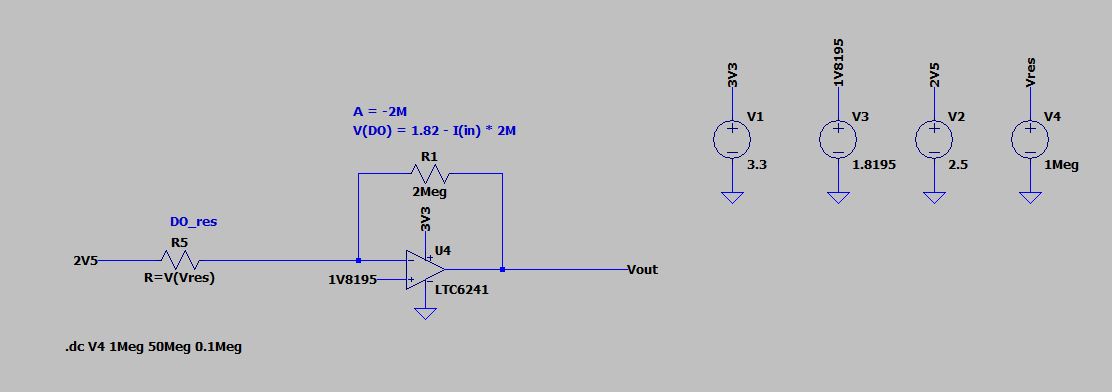 A = -2M
V(DO) = 1.82 - I(in) * 2M
R1
2Meg
3V3
DO_res
R5
2V5
R=V(Vres)
U4
1V8195
LTC6241
Vout
.dc V4 1Meg 50Meg 0.1Meg
3V3
V1
3.3
1V8195
V3
1.8195
2V5
V2
2.5
Vres
V4
1Meg